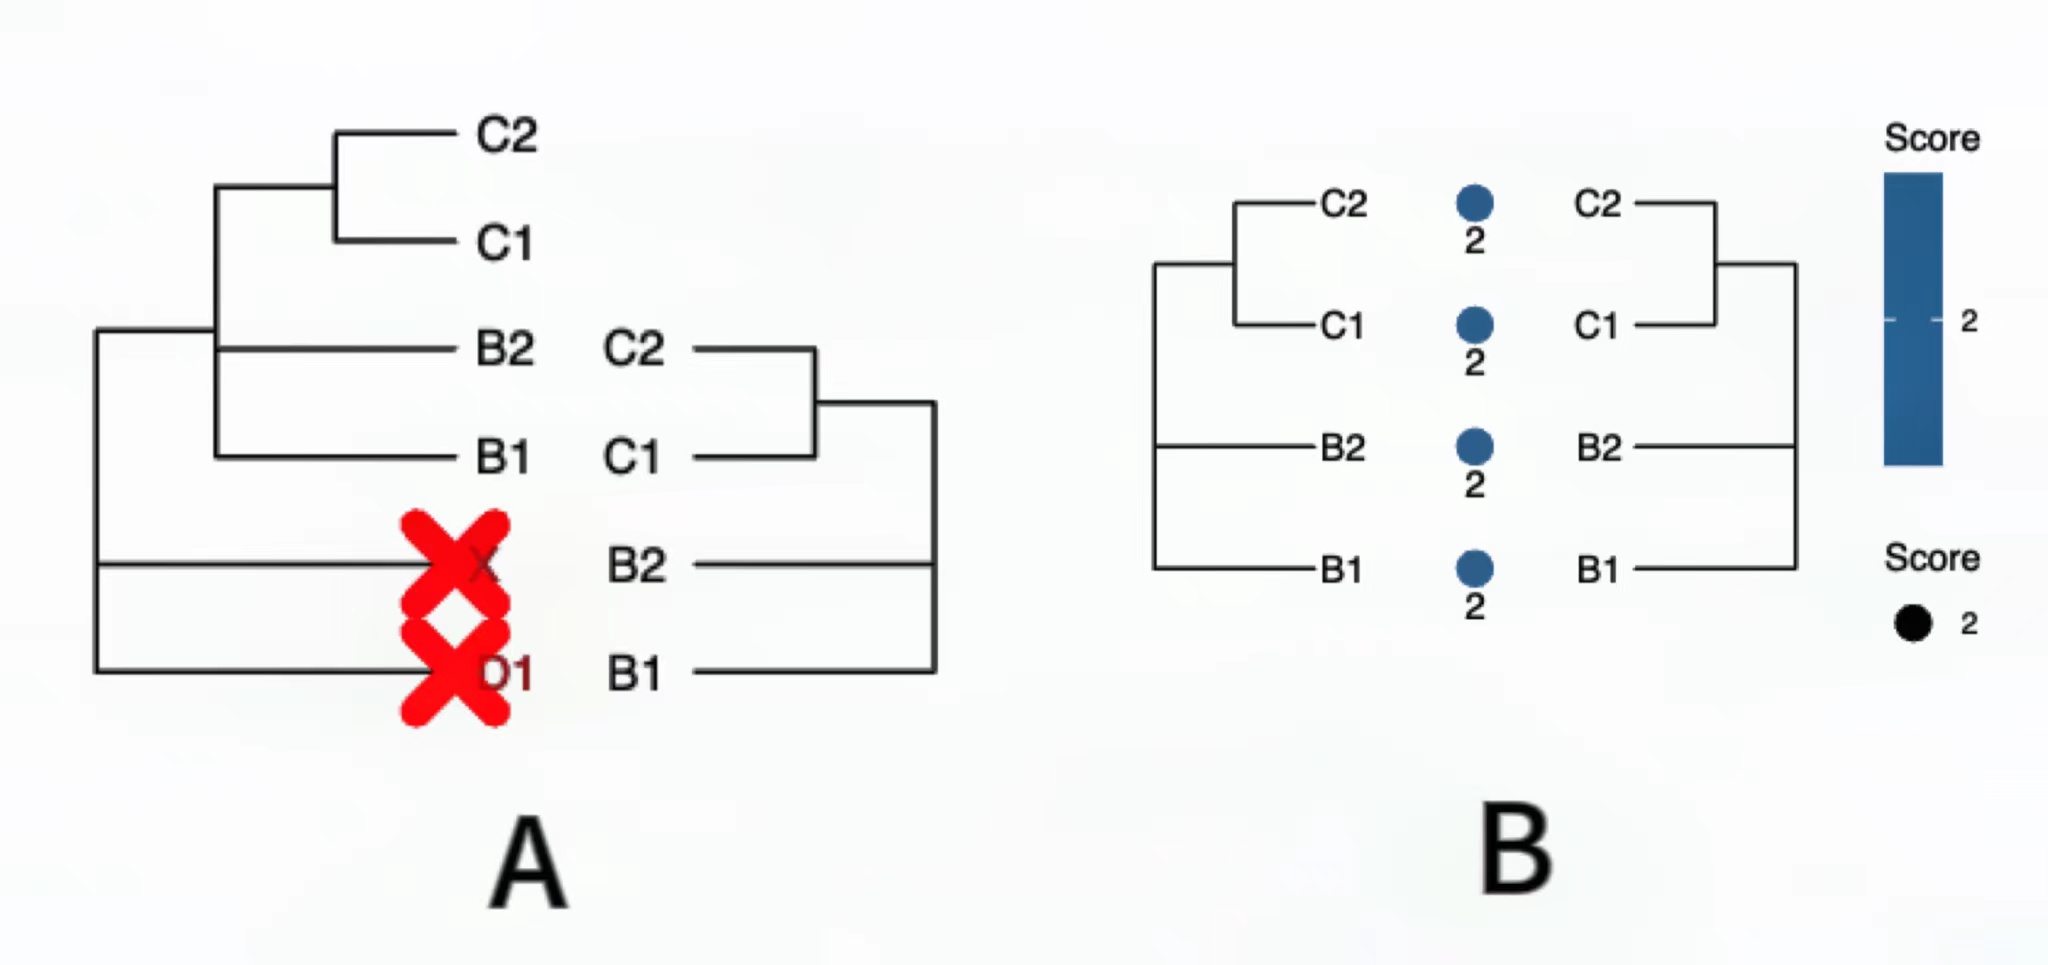 C2
C1
B2 C2
B1 C1
X B2
D1 B1
A
C2 2 C2
C1 2 C1
B2 2 B2
B1 2 B1
B
Score
2
Score
2